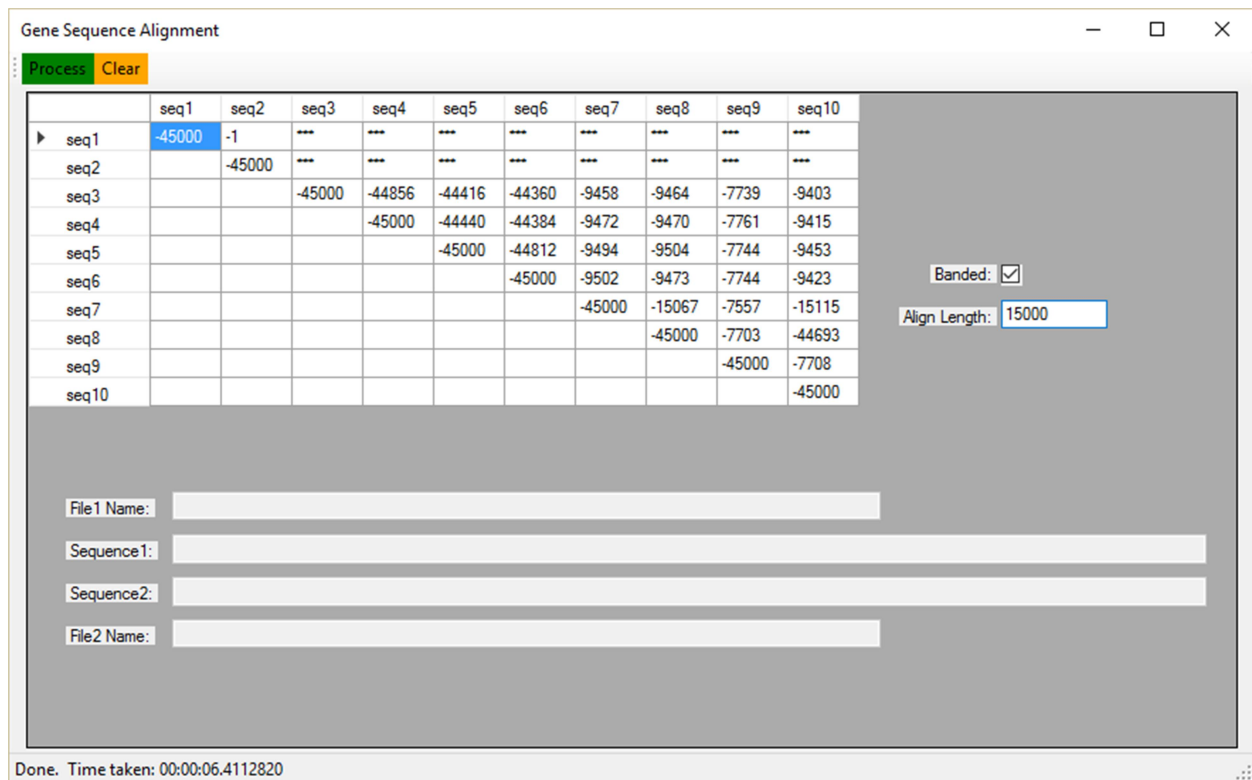 Gene Sequence Alignment
Process Clear
seq1 seq2 seq3 seq4 seq5 seq6 seq7 seq8 seq9 seq10
seq1 -45000 -1 *** *** *** *** *** *** *** ***
seq2 -45000 *** *** *** *** *** *** *** ***
seq3 -45000 -44856 -44416 -44360 -9458 -9464 -7739 -9403
seq4 -45000 -44440 -44384 -9472 -9470 -7761 -9415
seq5 -45000 -44812 -9494 -9504 -7744 -9453
seq6 -45000 -9502 -9473 -7744 -9423
seq7 -45000 -15067 -7557 -15115
seq8 -45000 -7703 -44693
seq9 -45000 -7708
seq10 -45000
Banded:
Align Length: 15000
File1 Name:
Sequence1:
Sequence2:
File2 Name:
Done. Time taken: 00:00:06.4112820